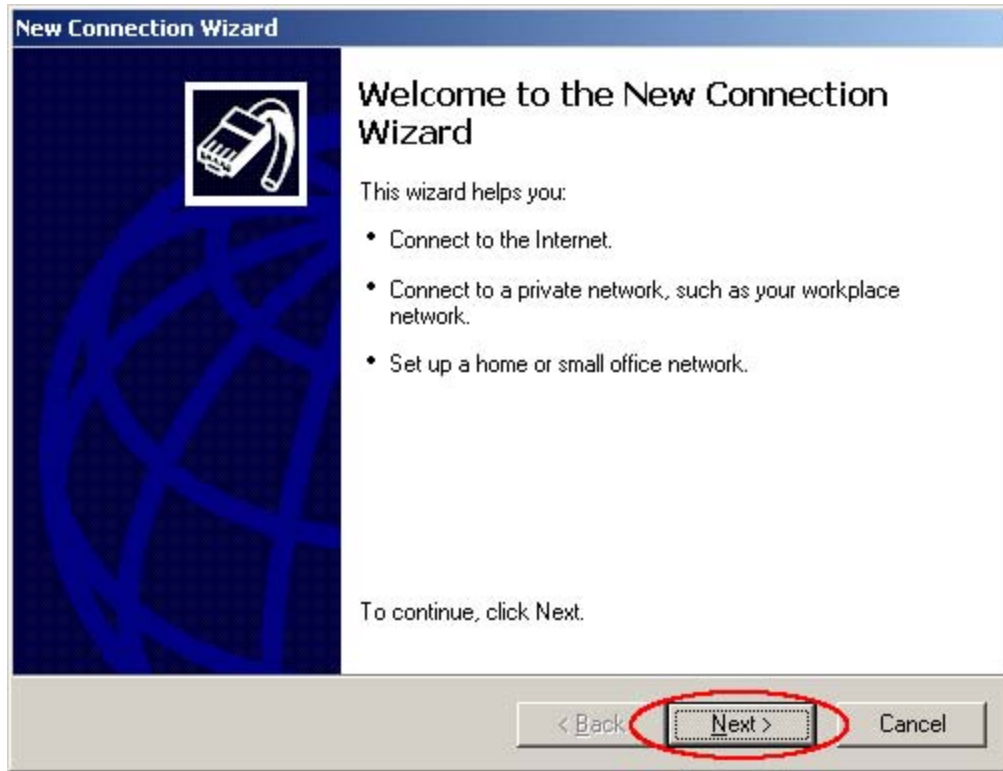 New Connection Wizard
Welcome to the New Connection
Wizard
This wizard helps you:
• Connect to the Internet.
• Connect to a private network, such as your workplace
network.
• Set up a home or small office network.
To continue, click Next.
< Back
Next >
Cancel